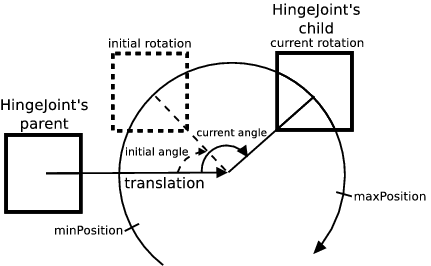 HingeJoint's
child
initial rotation
current rotation
HingeJoint's
parent
current angle
initial angle
translation
maxPosition
minPosition